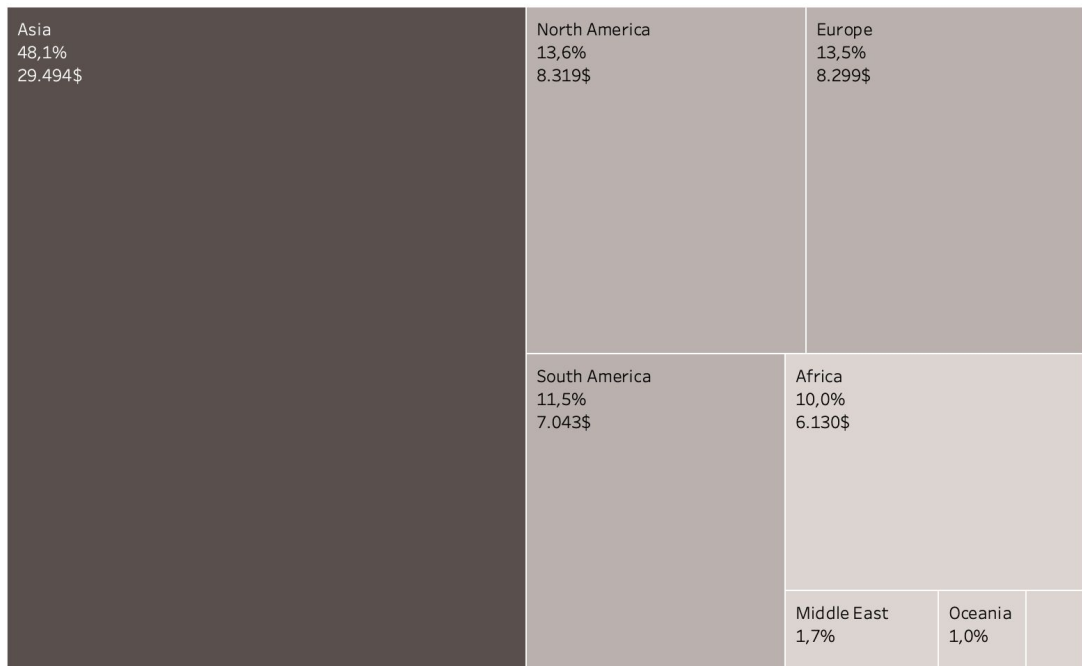 Asia
48,1%
29.494$
North America
13,6%
8.319$
Europe
13,5%
8.299$
South America
11,5%
7.043$
Africa
10,0%
6.130$
Middle East
1,7%
Oceania
1,0%